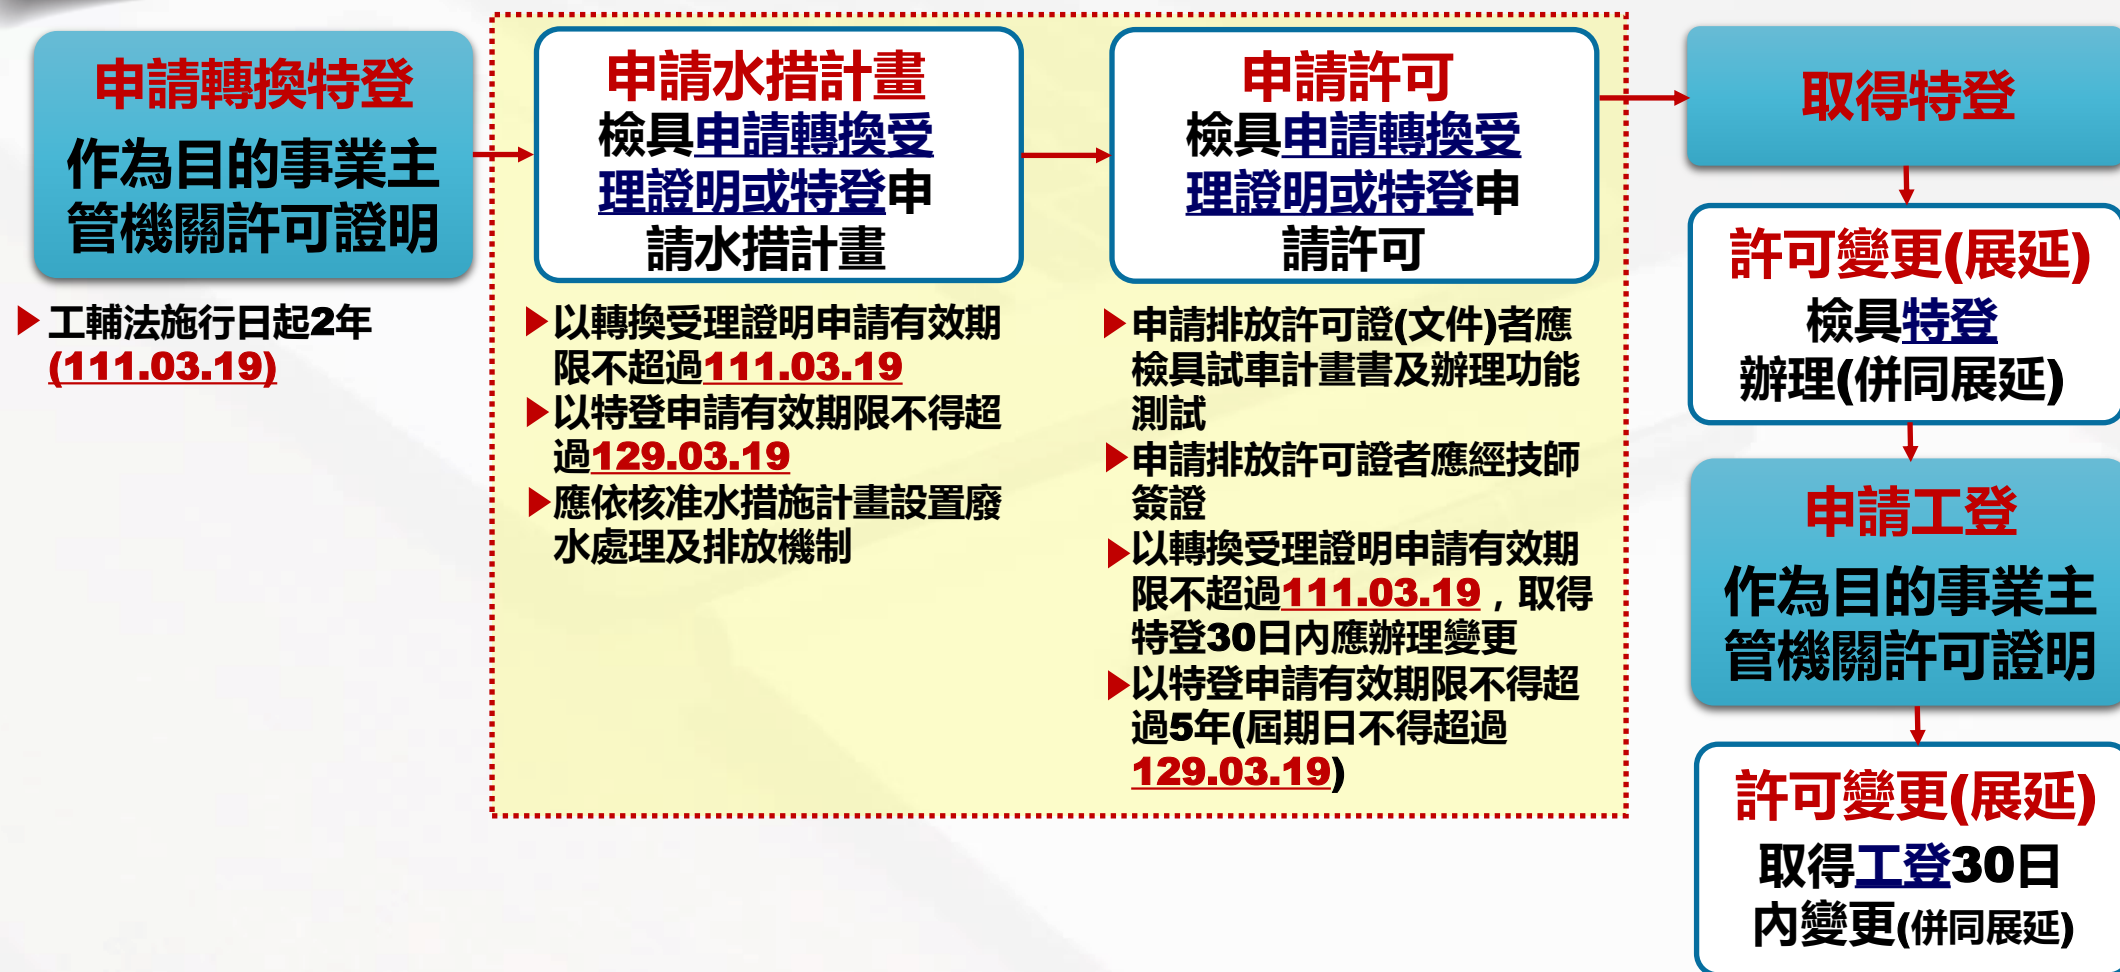 申請轉換特登
作為目的事業主
管機關許可證明
工輔法施行日起2年
(111.03.19)
申請水措計畫
檢具申請轉換受
理證明或特登申
請水措計畫
以轉換受理證明申請有效期
限不超過111.03.19
以特登申請有效期限不得超
過129.03.19
應依核准水措施計畫設置廢
水處理及排放機制
申請許可
檢具申請轉換受
理證明或特登申
請許可
申請排放許可證(文件)者應
檢具試車計畫書及辦理功能
測試
申請排放許可證者應經技師
簽證
以轉換受理證明申請有效期
限不超過111.03.19，取得
特登30日內應辦理變更
以特登申請有效期限不得超
過5年(屆期日不得超過
129.03.19)
取得特登
許可變更(展延)
檢具特登
辦理(併同展延)
申請工登
作為目的事業主
管機關許可證明
許可變更(展延)
取得工登30日
內變更(併同展延)